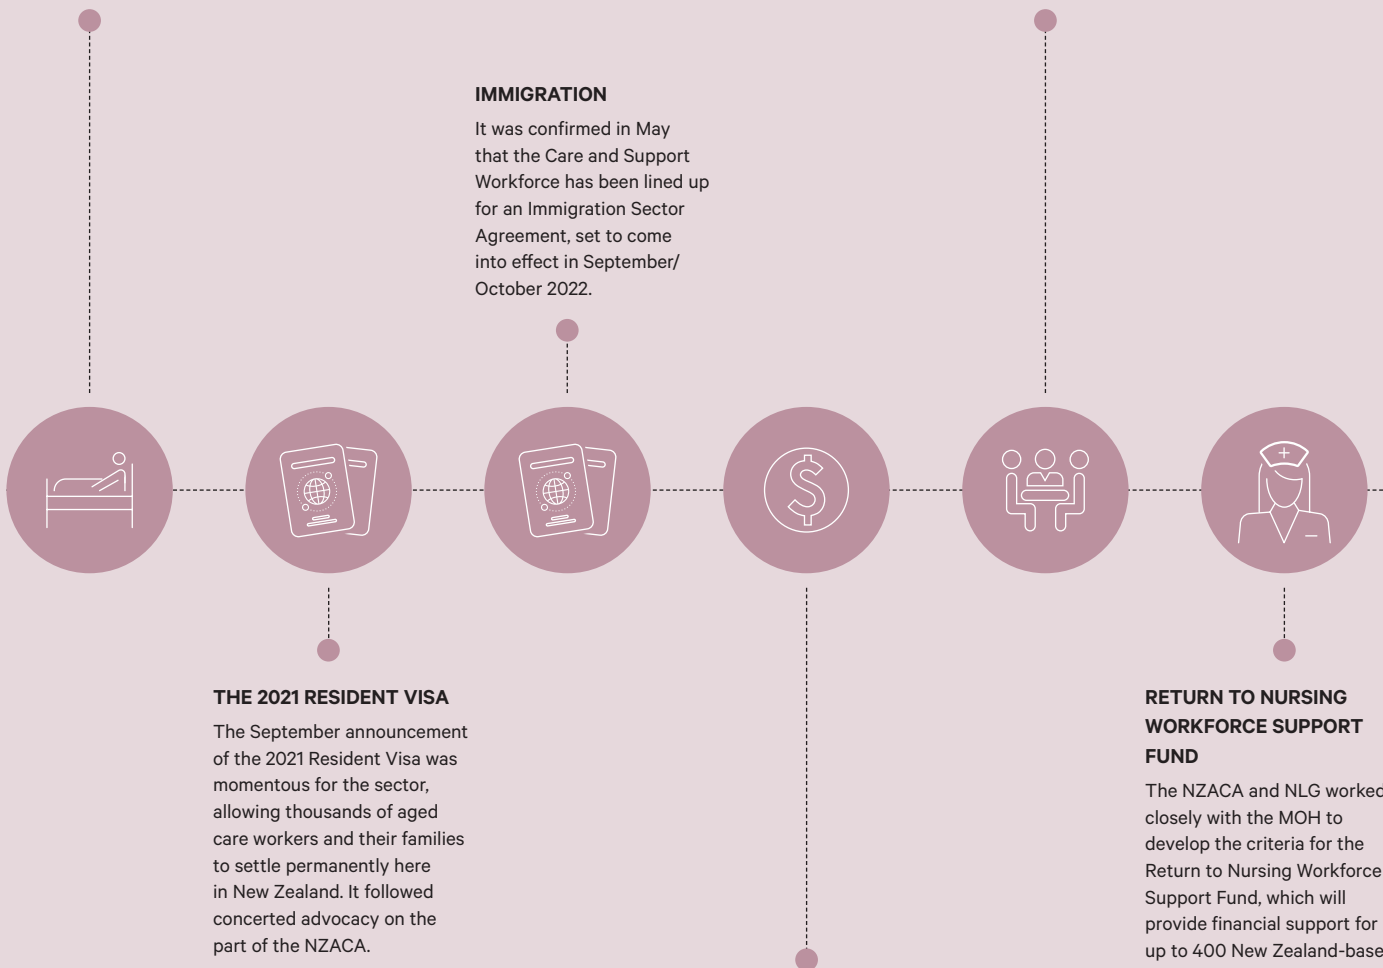 IMMIGRATION
It was confirmed in May
that the Care and Support
Workforce has been lined up
for an Immigration Sector
Agreement, set to come
into effect in September/
October 2022.
$
THE 2021 RESIDENT VISA
The September announcement
of the 2021 Resident Visa was
momentous for the sector,
allowing thousands of aged
care workers and their families
to settle permanently here
in New Zealand. It followed
concerted advocacy on the
part of the NZACA.
RETURN TO NURSING
WORKFORCE SUPPORT
FUND
The NZACA and NLG worked
closely with the MOH to
develop the criteria for the
Return to Nursing Workforce
Support Fund, which will
provide financial support for
up to 400 New Zealand-base